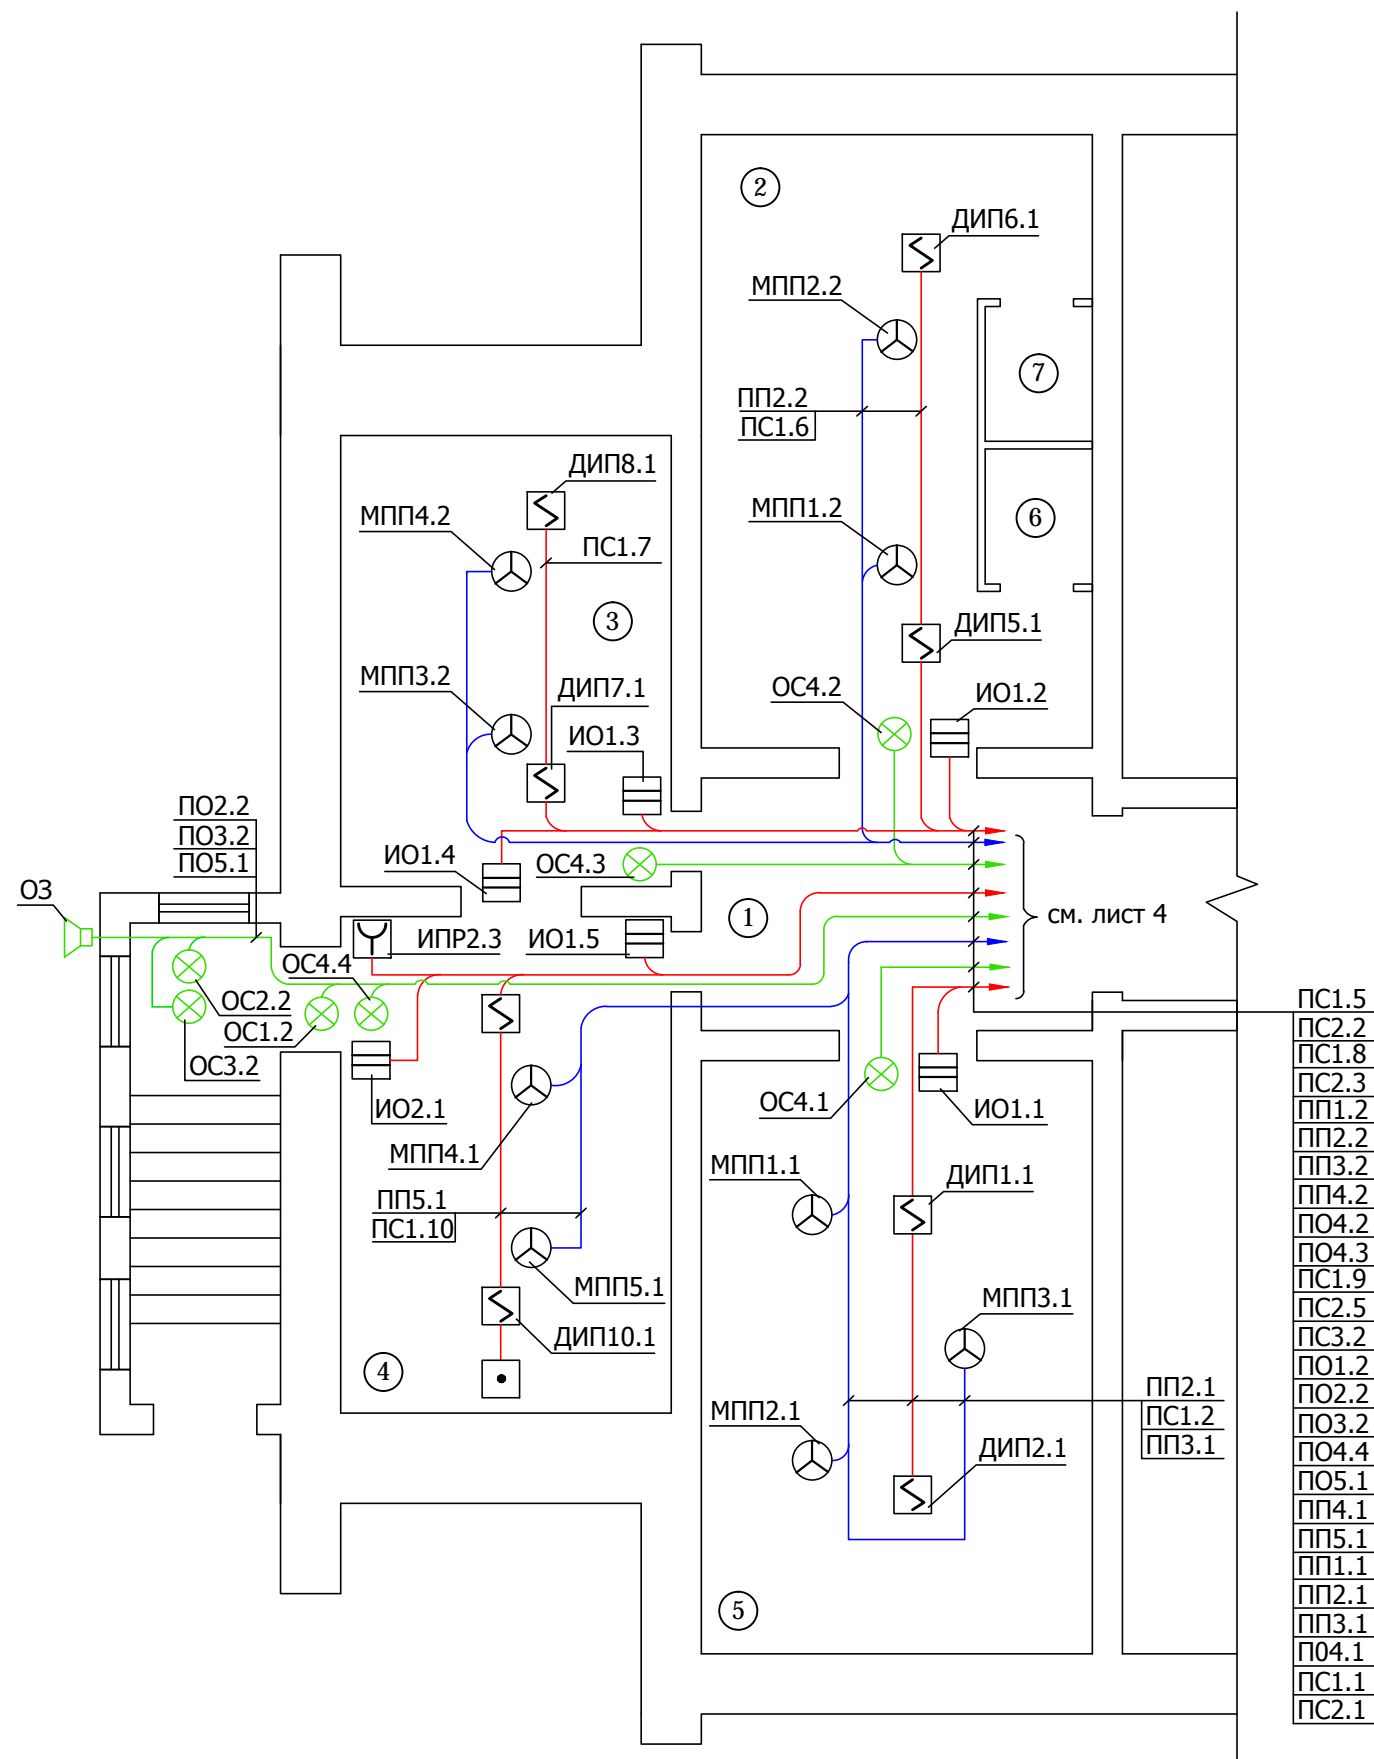 2
ДИП6.1
МПП2.2
7
ПП2.2
ПС1.6
ДИП8.1
МПП4.2
МПП1.2
6
ПС1.7
3
ДИП5.1
МПП3.2
ДИП7.1
ОС4.2
ИО1.2
ИО1.3
ПО2.2
ПО3.2
ПО5.1
ИО1.4
ОС4.3
ОЗ
1
см. лист 4
ИПР2.3
ИО1.5
ОС4.4
ОС2.2
ОС1.2
ОС3.2
ИО2.1
ОС4.1
ИО1.1
МПП4.1
МПП1.1
ДИП1.1
ПП5.1
ПС1.10
МПП5.1
МПП3.1
ДИП10.1
4
МПП2.1
ДИП2.1
ПП2.1
ПС1.2
ПП3.1
5
ПС1.5
ПС2.2
ПС1.8
ПС2.3
ПП1.2
ПП2.2
ПП3.2
ПП4.2
ПО4.2
ПО4.3
ПС1.9
ПС2.5
ПС3.2
ПО1.2
ПО2.2
ПО3.2
ПО4.4
ПО5.1
ПП4.1
ПП5.1
ПП1.1
ПП2.1
ПП3.1
П04.1
ПС1.1
ПС2.1